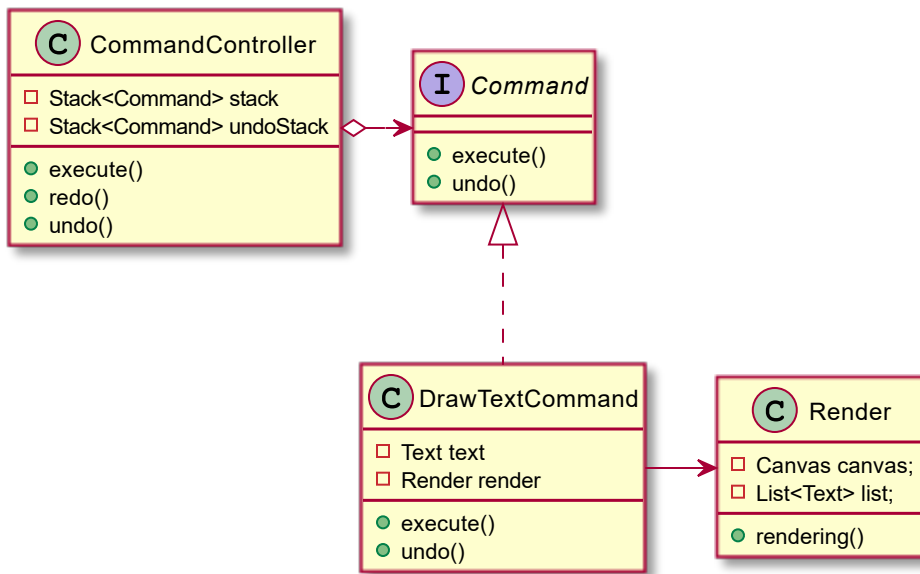 C CommandController
Stack<Command> stack
Stack<Command> undoStack
execute()
redo()
undo()
I Command
execute()
undo()
C DrawTextCommand
Text text
Render render
execute()
undo()
C Render
Canvas canvas;
List<Text> list;
rendering()